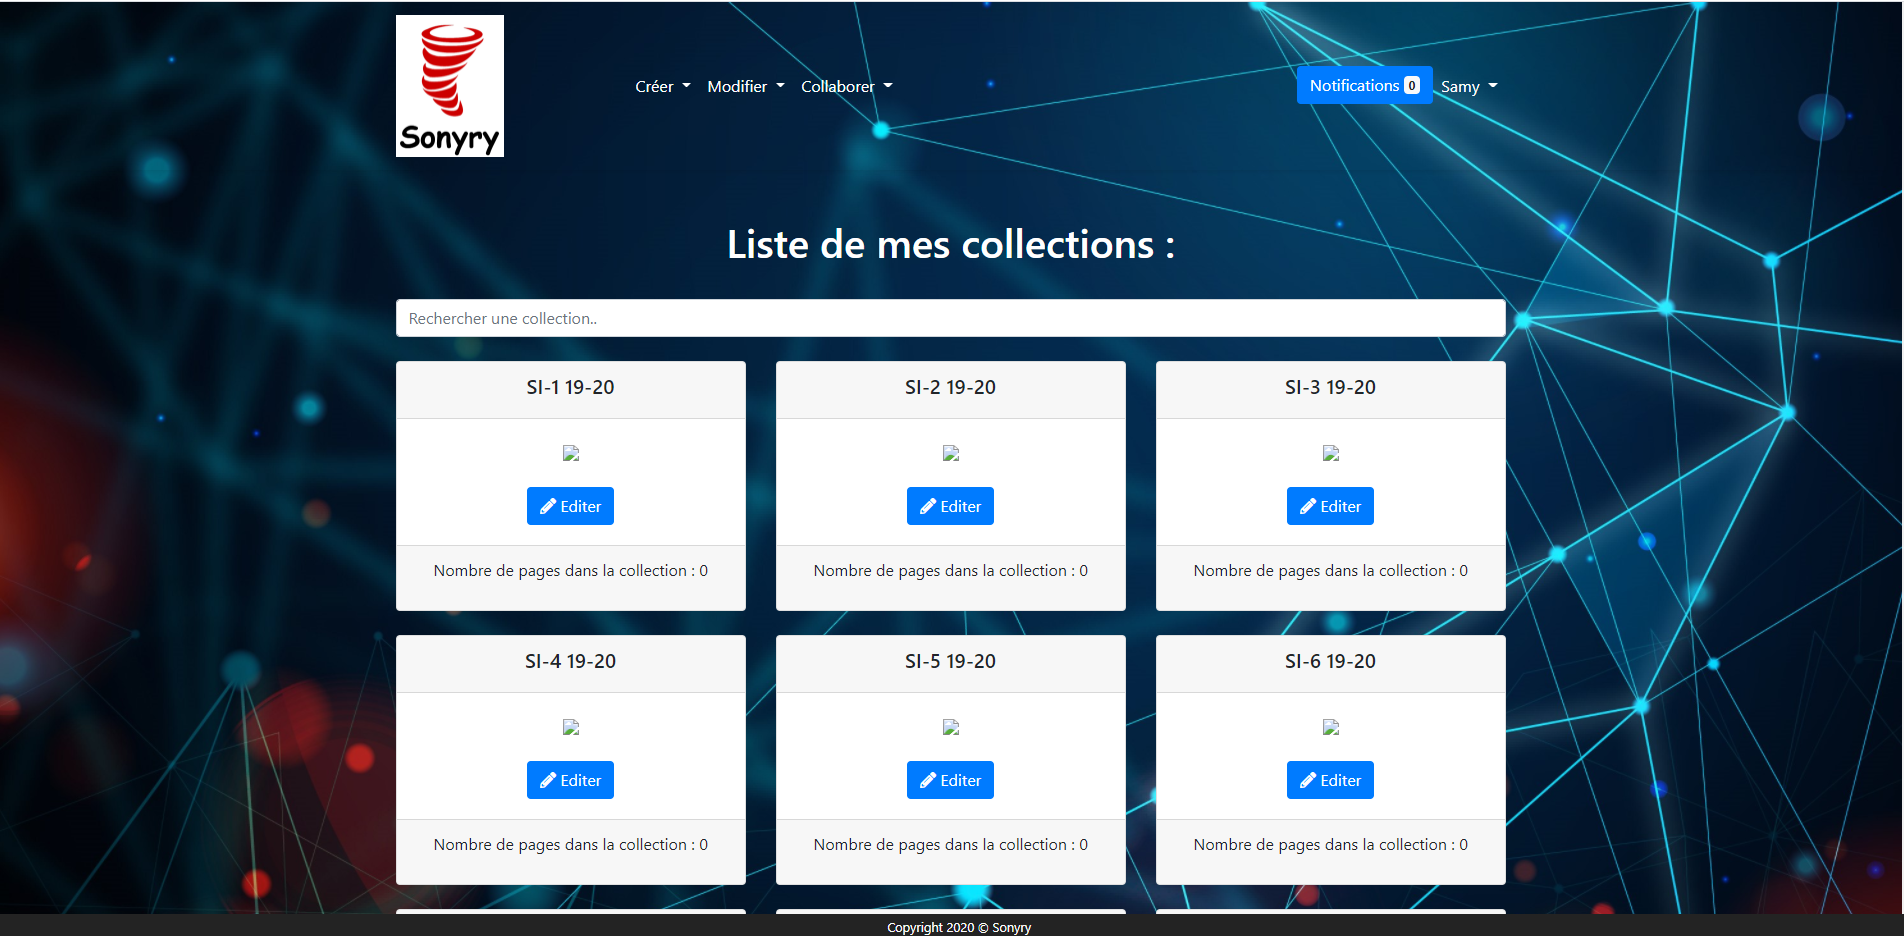 Sonyry
Créer Modifier Collaborer Notifications 0 Samy
Liste de mes collections :
Rechercher une collection..
SI-1 19-20 SI-2 19-20 SI-3 19-20
Editer Editer Editer
Nombre de pages dans la collection : 0 Nombre de pages dans la collection : 0 Nombre de pages dans la collection : 0
SI-4 19-20 SI-5 19-20 SI-6 19-20
Editer Editer Editer
Nombre de pages dans la collection : 0 Nombre de pages dans la collection : 0 Nombre de pages dans la collection : 0
Copyright 2020 © Sonyry